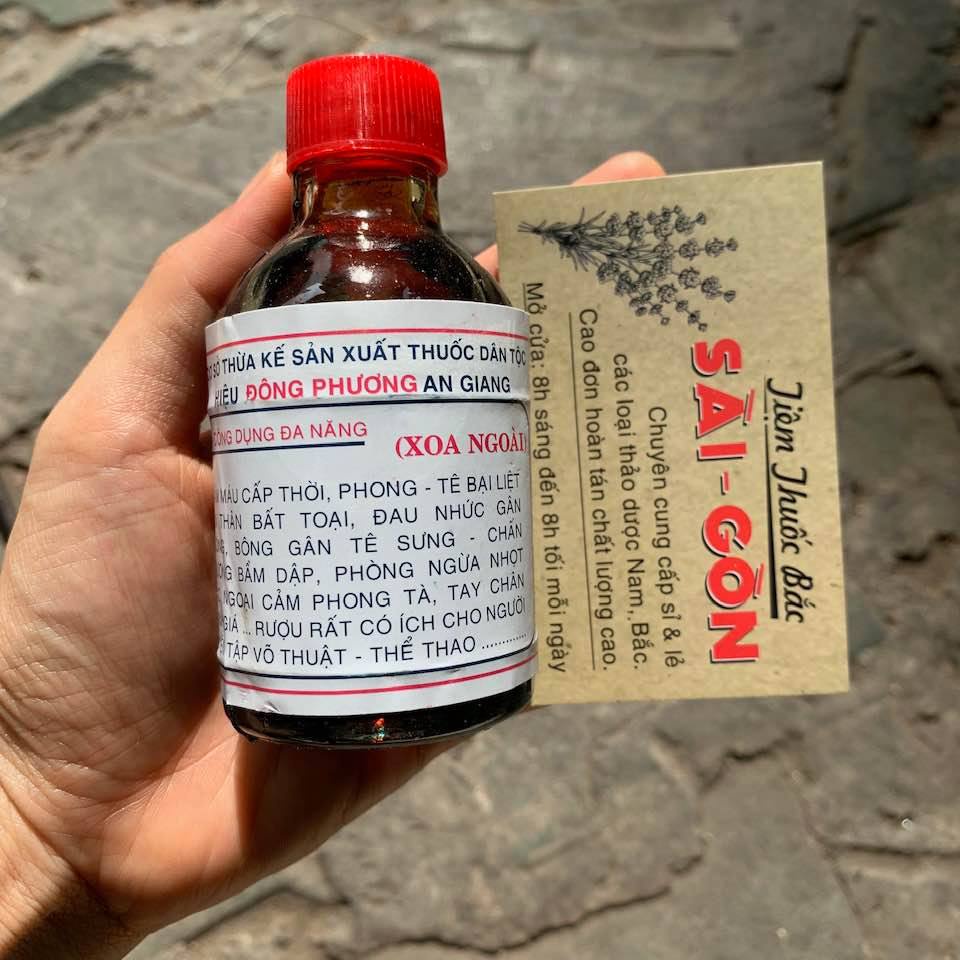 SỞ THỪA KẾ SẢN XUẤT THUỐC DÂN TỘC
HIỆU ĐÔNG PHƯƠNG AN GIANG
CÔNG DỤNG ĐA NĂNG
(XOA NGOÀI)
MÁU CẤP THỜI, PHONG - TÊ BẠI LIỆT
THÂN BẤT TOẠI, ĐAU NHỨC GÂN
BÔNG GÂN TÊ SƯNG - CHẤN
BẦM DẬP, PHÒNG NGỪA NHỌT
NGOẠI CẢM PHONG TÀ, TAY CHÂN
GIÁ ... RƯỢU RẤT CÓ ÍCH CHO NGƯỜI
TẬP VÕ THUẬT - THỂ THAO ............
Tiệm Thuốc Bắc
SÀI-GÒN
Chuyên cung cấp sỉ & lẻ
các loại thảo dược Nam, Bắc.
Cao đơn hoàn tán chất lượng cao.
Mở cửa: 8h sáng đến 8h tối mỗi ngày